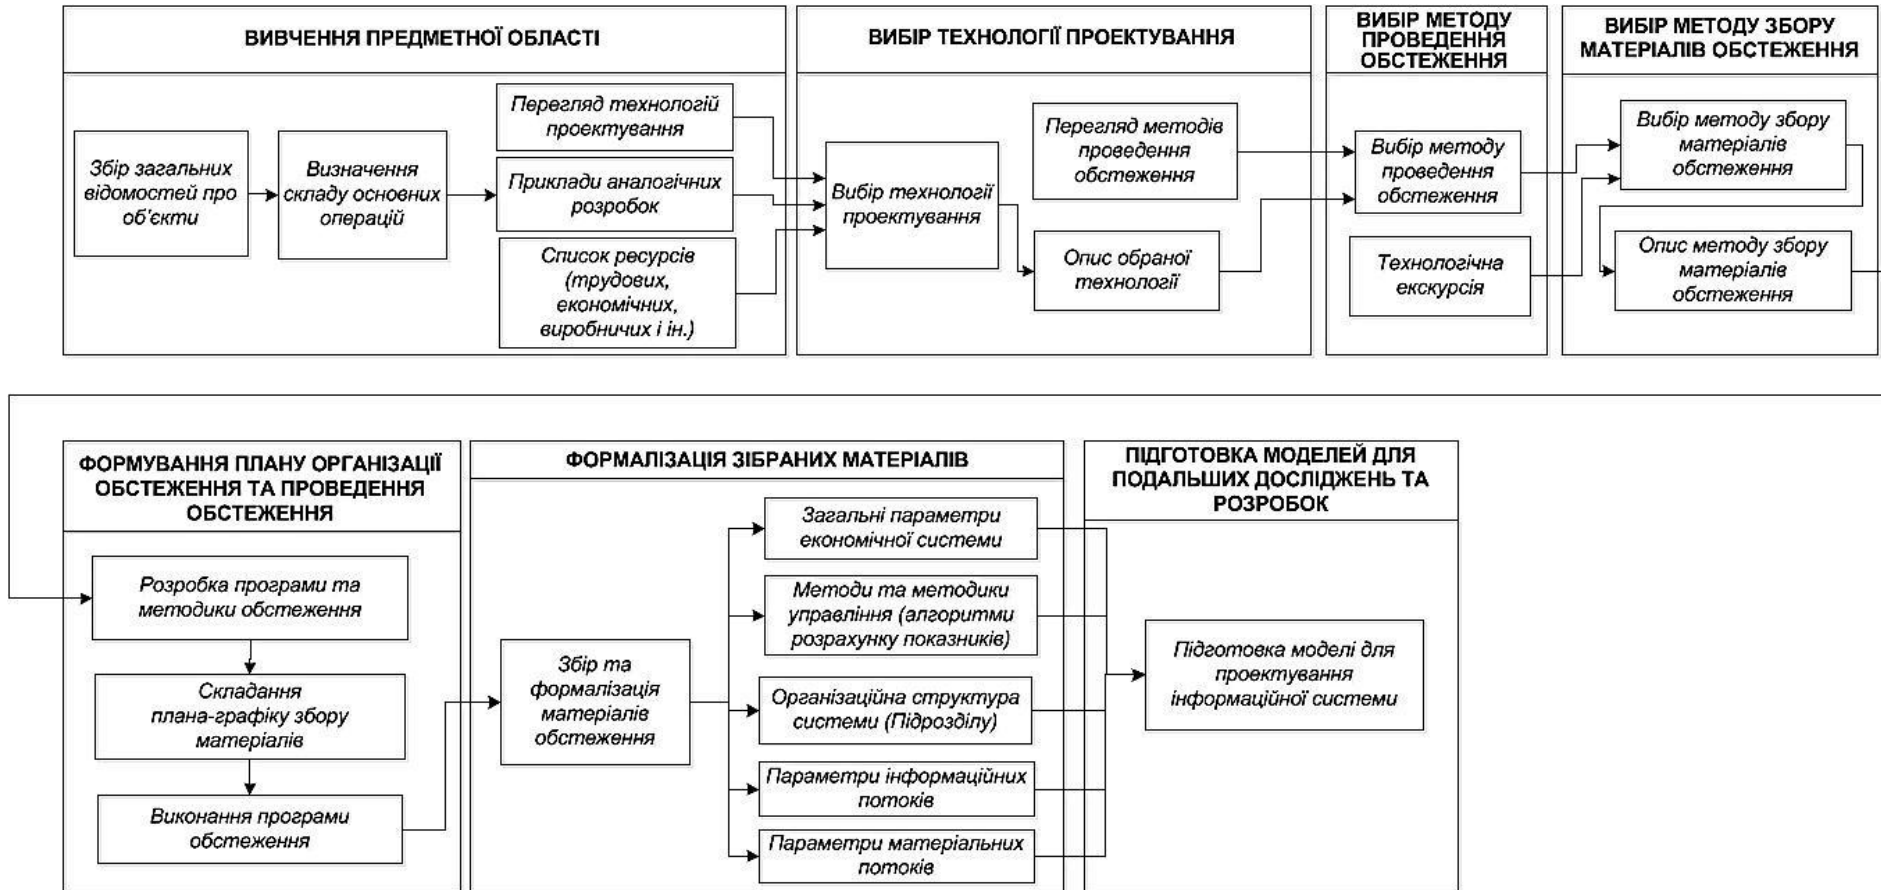 ВИВЧЕННЯ ПРЕДМЕТНОЇ ОБЛАСТІ
Збір загальних
відомостей про
об'єкти
Визначення
складу основних
операцій
Перегляд технологій
проектування
Приклади аналогічних
розробок
Список ресурсів
(трудових,
економічних,
виробничих і ін.)
ВИБІР ТЕХНОЛОГІЇ ПРОЕКТУВАННЯ
Вибір технології
проектування
Перегляд методів
проведення
обстеження
Опис обраної
технології
ВИБІР МЕТОДУ
ПРОВЕДЕННЯ
ОБСТЕЖЕННЯ
Вибір методу
проведення
обстеження
Технологічна
екскурсія
ВИБІР МЕТОДУ ЗБОРУ
МАТЕРІАЛІВ ОБСТЕЖЕННЯ
Вибір методу збору
матеріалів
обстеження
Опис методу збору
матеріалів
обстеження
ФОРМУВАННЯ ПЛАНУ ОРГАНІЗАЦІЇ
ОБСТЕЖЕННЯ ТА ПРОВЕДЕННЯ
ОБСТЕЖЕННЯ
Розробка програми та
методики обстеження
Складання
плана-графіку збору
матеріалів
Виконання програми
обстеження
ФОРМАЛІЗАЦІЯ ЗІБРАНИХ МАТЕРІАЛІВ
Збір та
формалізація
матеріалів
обстеження
Загальні параметри
економічної системи
Методи та методики
управління (алгоритми
розрахунку показників)
Організаційна структура
системи (Підрозділу)
Параметри інформаційних
потоків
Параметри матеріальних
потоків
ПІДГОТОВКА МОДЕЛЕЙ ДЛЯ
ПОДАЛЬШИХ ДОСЛІДЖЕНЬ ТА
РОЗРОБОК
Підготовка моделі для
проектування
інформаційної системи